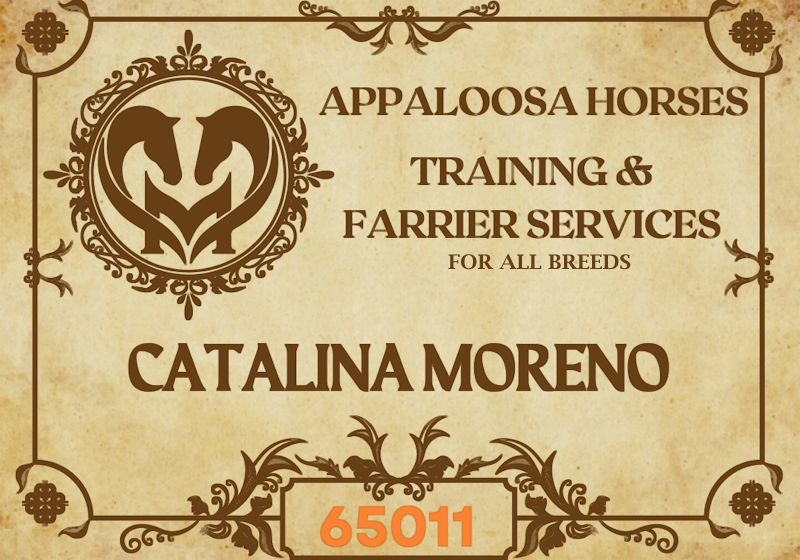 APPALOOSA HORSES
TRAINING &
FARRIER SERVICES
FOR ALL BREEDS
M
CATALINA MORENO
65011